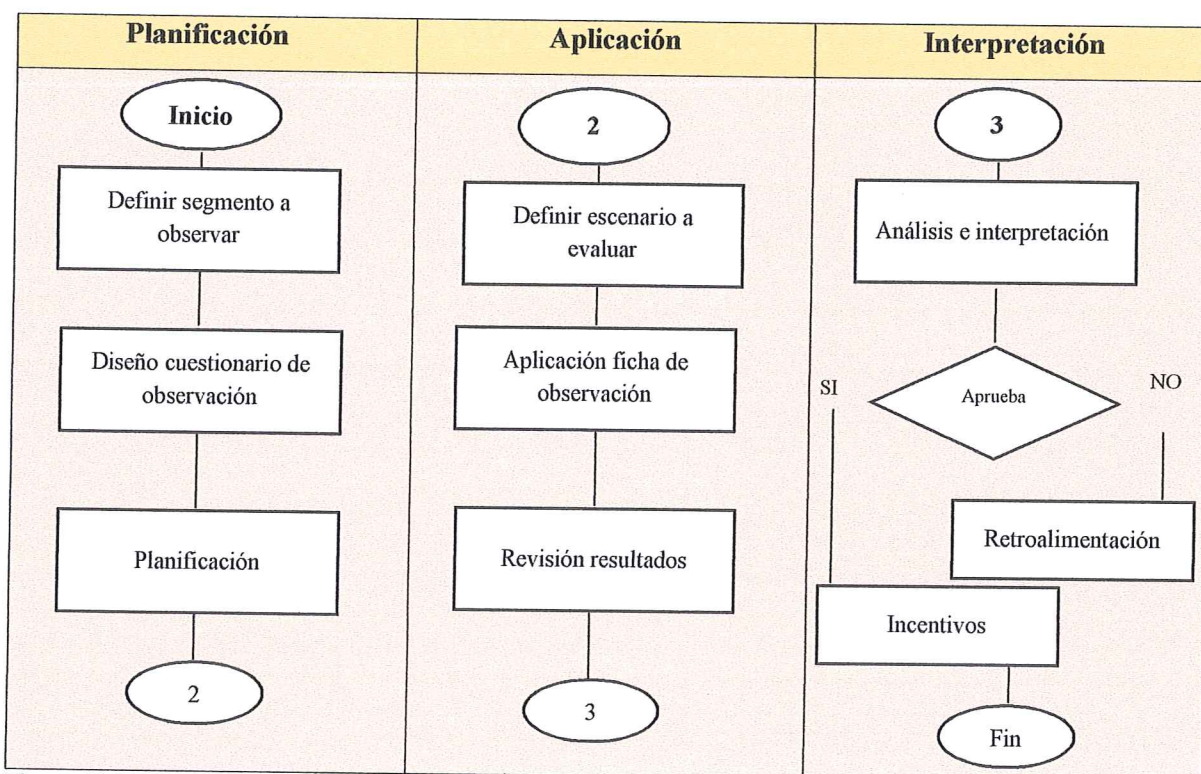 Planificación
Aplicación
Interpretación
Inicio
Definir segmento a
observar
Diseño cuestionario de
observación
Planificación
2
2
Definir escenario a
evaluar
Aplicación ficha de
observación
Revisión resultados
3
3
Análisis e interpretación
SI
Aprueba
NO
Retroalimentación
Incentivos
Fin